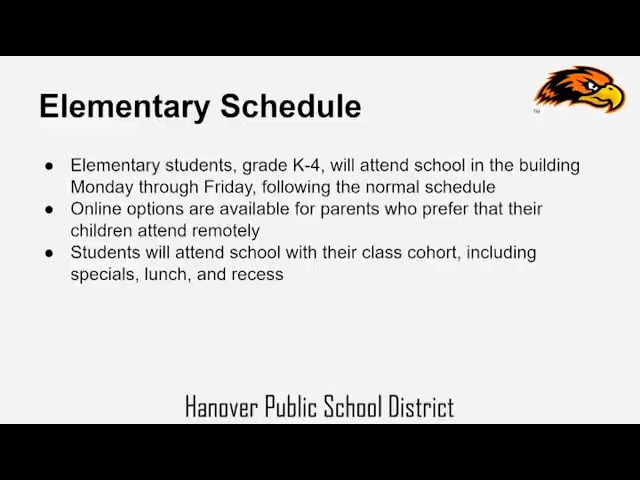 Elementary Schedule
● Elementary students, grade K-4, will attend school in the building
Monday through Friday, following the normal schedule
● Online options are available for parents who prefer that their
children attend remotely
● Students will attend school with their class cohort, including
specials, lunch, and recess
Hanover Public School District